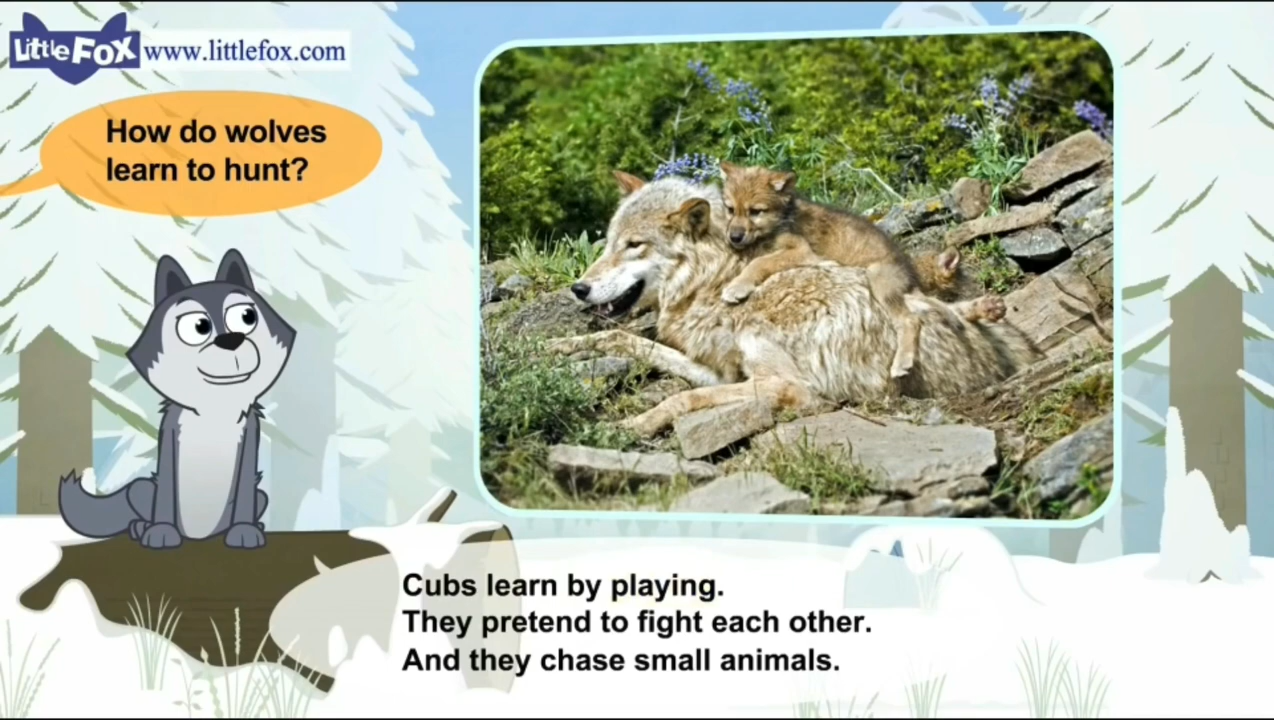 Little Fox www.littlefox.com
How do wolves
learn to hunt?
Cubs learn by playing.
They pretend to fight each other.
And they chase small animals.